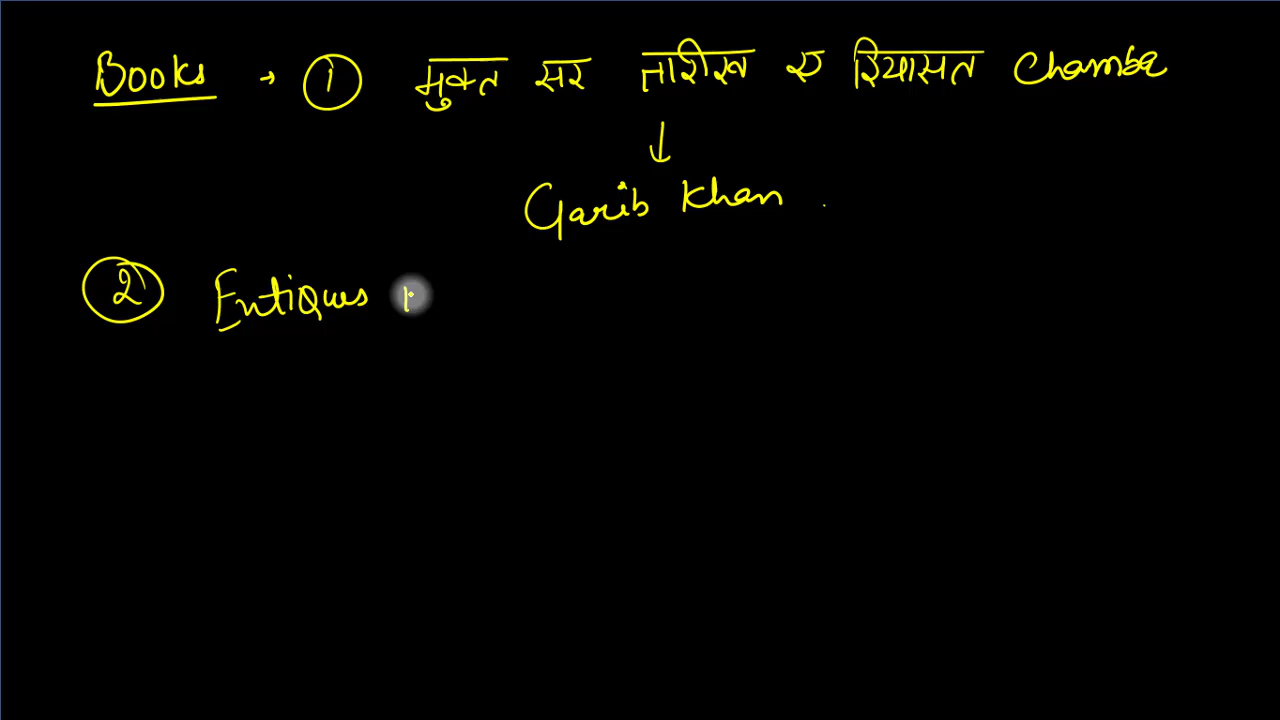 Books → ① मुक्त सर तारीख ए रियासत Chamba
↓
Garib Khan .
② Entiques